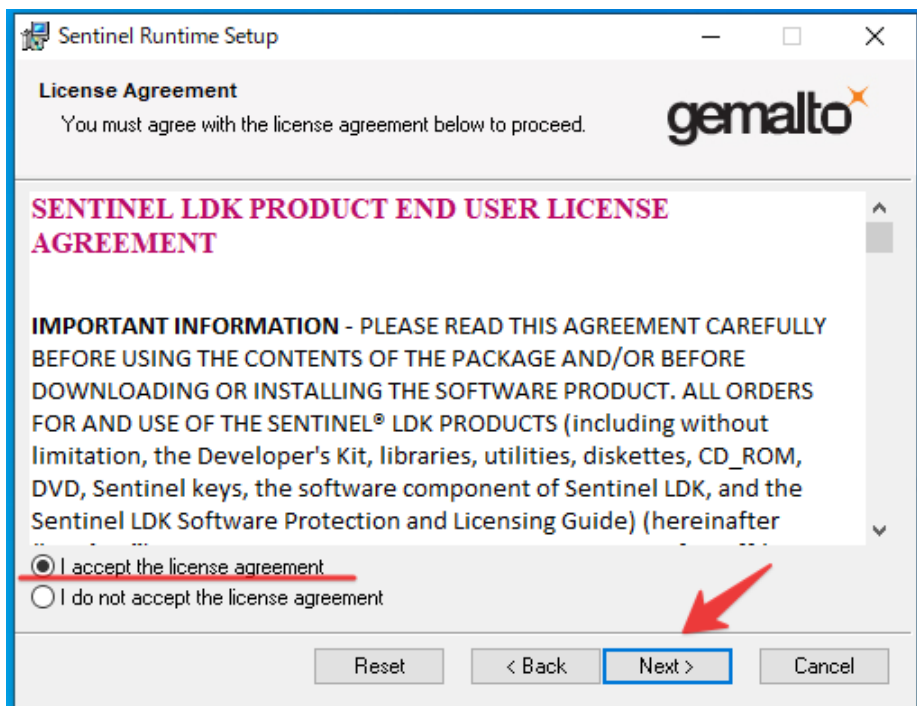 Sentinel Runtime Setup
License Agreement
You must agree with the license agreement below to proceed.
gemalto
SENTINEL LDK PRODUCT END USER LICENSE
AGREEMENT
IMPORTANT INFORMATION - PLEASE READ THIS AGREEMENT CAREFULLY
BEFORE USING THE CONTENTS OF THE PACKAGE AND/OR BEFORE
DOWNLOADING OR INSTALLING THE SOFTWARE PRODUCT. ALL ORDERS
FOR AND USE OF THE SENTINEL® LDK PRODUCTS (including without
limitation, the Developer's Kit, libraries, utilities, diskettes, CD_ROM,
DVD, Sentinel keys, the software component of Sentinel LDK, and the
Sentinel LDK Software Protection and Licensing Guide) (hereinafter
I accept the license agreement
I do not accept the license agreement
Reset
< Back
Next >
Cancel